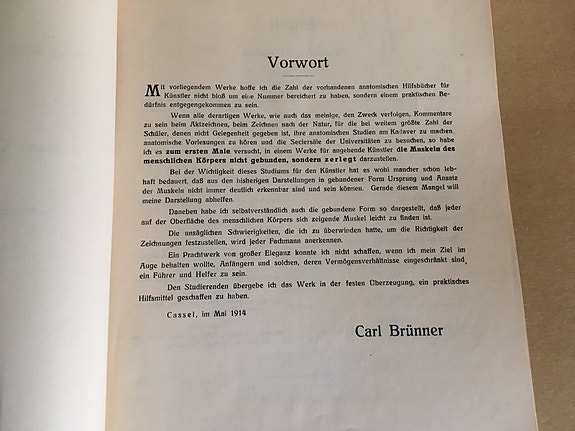 Vorwort
Mit vorliegendem Werke hoffe ich die Zahl der vorhandenen anatomischen Hilfsbücher für
Künstler nicht bloß um eine Nummer bereichert zu haben, sondern einem praktischen Be-
dürfnis entgegengekommen zu sein.
Wenn alle derartigen Werke, wie auch das meinige, den Zweck verfolgen, Kommentare
zu sein beim Aktzeichnen, beim Zeichnen nach der Natur, für die bei weitem größte Zahl der
Schüler, denen nicht Gelegenheit gegeben ist, ihre anatomischen Studien am Kadaver zu machen,
anatomische Vorlesungen zu hören und die Seciersäle der Universitäten zu besuchen, so habe
ich es zum ersten Male versucht, in einem Werke für angehende Künstler die Muskeln des
menschlichen Körpers nicht gebunden, sondern zerlegt darzustellen.
Bei der Wichtigkeit dieses Studiums für den Künstler hat es wohl mancher schon leb-
haft bedauert, daß aus den bisherigen Darstellungen in gebundener Form Ursprung und Ansatz
der Muskeln nicht immer deutlich erkennbar sind und sein können. Gerade diesem Mangel will
meine Darstellung abhelfen.
Daneben habe ich selbstverständlich auch die gebundene Form so dargestellt, daß jeder
auf der Oberfläche des menschlichen Körpers sich zeigende Muskel leicht zu finden ist.
Die unsäglichen Schwierigkeiten, die ich zu überwinden hatte, um die Richtigkeit der
Zeichnungen festzustellen, wird jeder Fachmann anerkennen.
Ein Prachtwerk von großer Eleganz konnte ich nicht schaffen, wenn ich mein Ziel im
Auge behalten wollte, Anfängern und solchen, deren Vermögensverhältnisse eingeschränkt sind,
ein Führer und Helfer zu sein.
Den Studierenden übergebe ich das Werk in der festen Überzeugung, ein praktisches
Hilfsmittel geschaffen zu haben.
Cassel, im Mai 1914
Carl Brünner